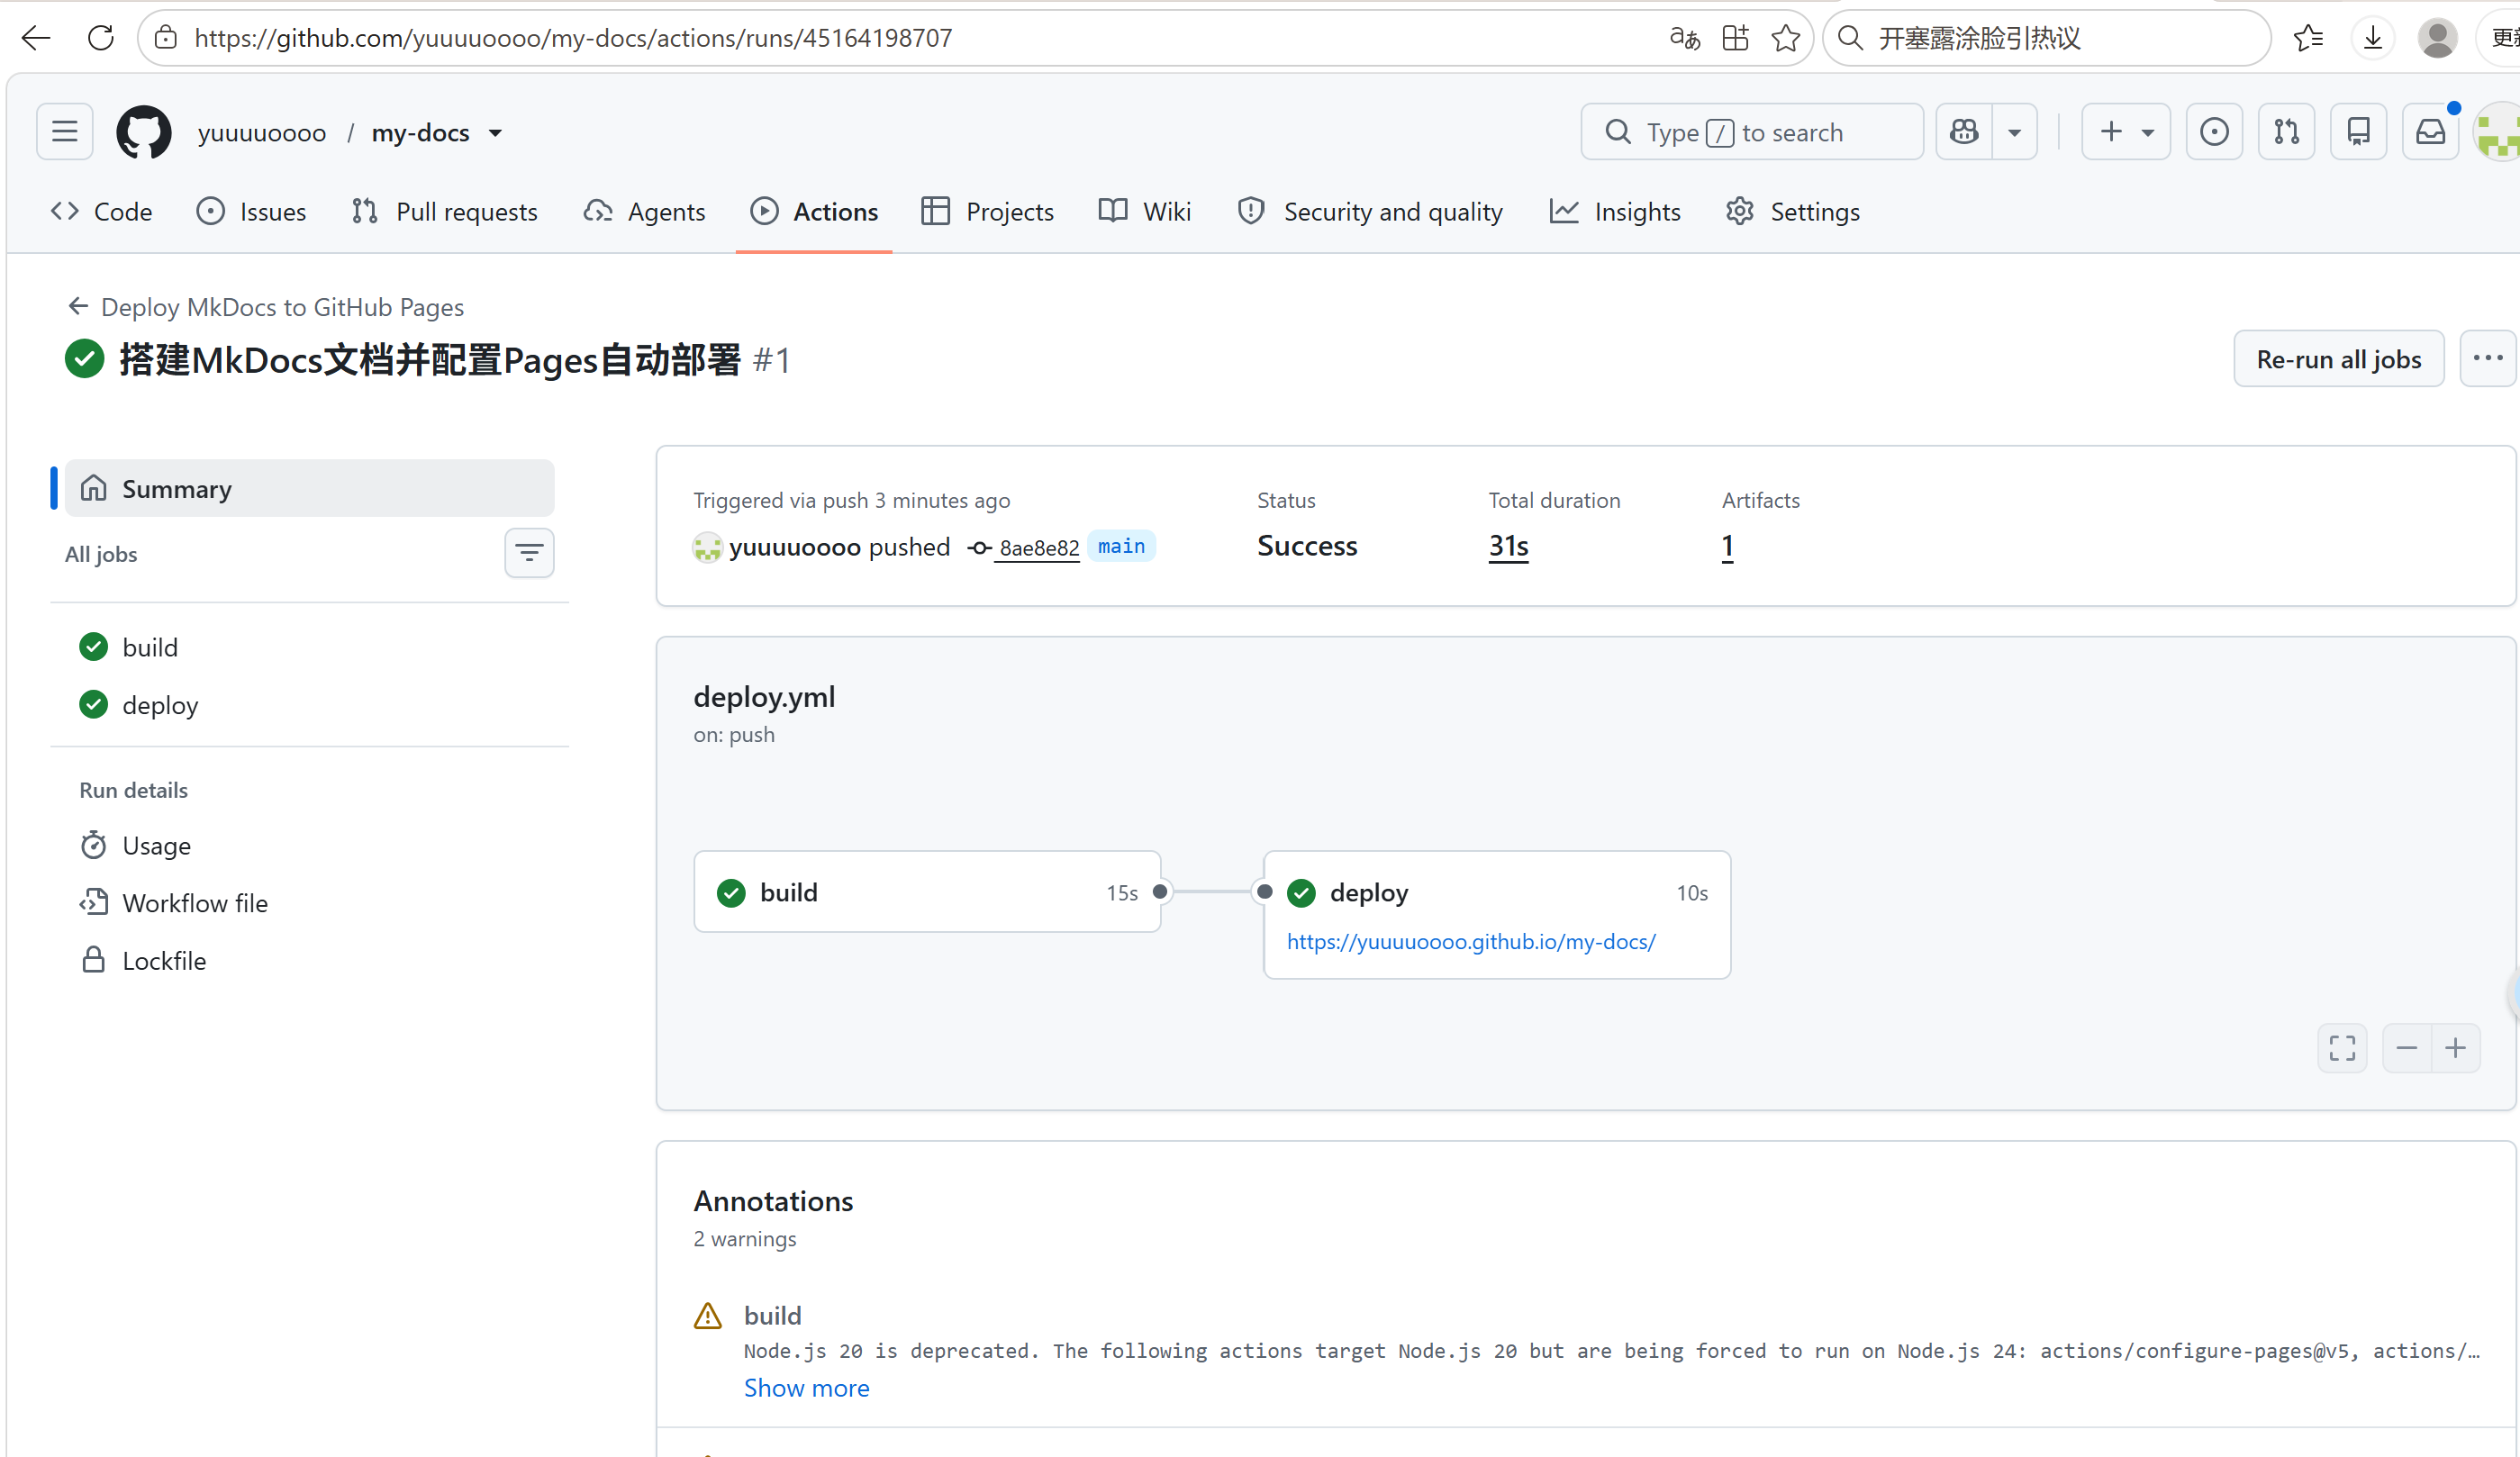 https://github.com/yuuuuoooo/my-docs/actions/runs/45164198707
aあ
开塞露涂脸引热议
yuuuuoooo / my-docs
Type / to search
Code
Issues
Pull requests
Agents
Actions
Projects
Wiki
Security and quality
Insights
Settings
Deploy MkDocs to GitHub Pages
搭建MkDocs文档并配置Pages自动部署 #1
Re-run all jobs
Summary
All jobs
build
deploy
Run details
Usage
Workflow file
Lockfile
Triggered via push 3 minutes ago
yuuuuoooo pushed 8ae8e82 main
Status
Success
Total duration
31s
Artifacts
1
deploy.yml
on: push
build 15s
deploy 10s
https://yuuuuoooo.github.io/my-docs/
Annotations
2 warnings
build
Node.js 20 is deprecated. The following actions target Node.js 20 but are being forced to run on Node.js 24: actions/configure-pages@v5, actions/…
Show more